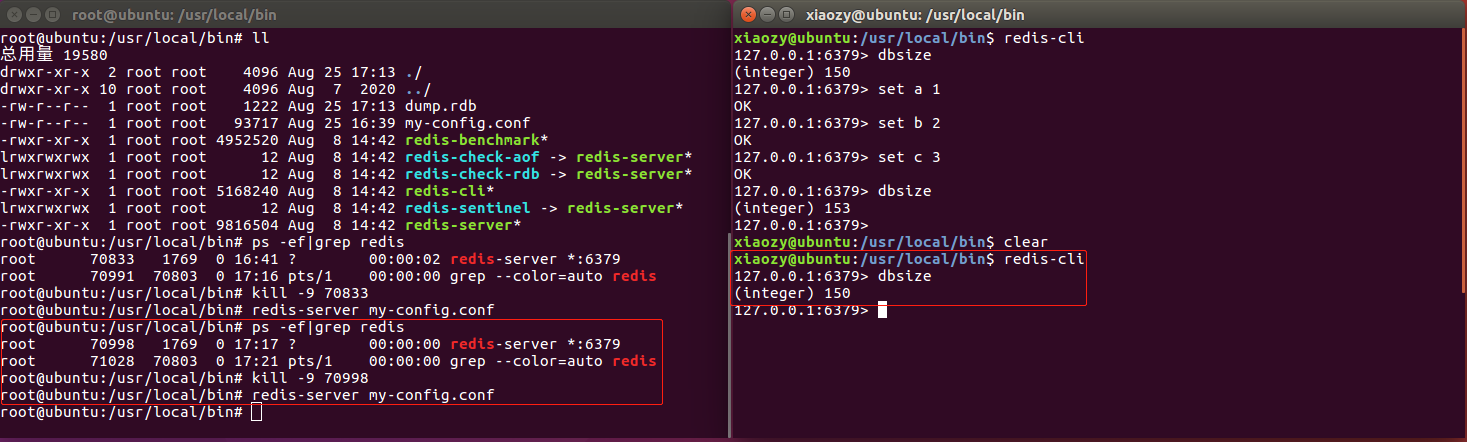 root@ubuntu: /usr/local/bin
root@ubuntu:/usr/local/bin# ll
总用量 19580
drwxr-xr-x  2 root root    4096 Aug 25 17:13 ./
drwxr-xr-x 10 root root    4096 Aug  7  2020 ../
-rw-r--r--  1 root root    1222 Aug 25 17:13 dump.rdb
-rw-r--r--  1 root root   93717 Aug 25 16:39 my-config.conf
-rwxr-xr-x  1 root root 4952520 Aug  8 14:42 redis-benchmark*
lrwxrwxrwx  1 root root      12 Aug  8 14:42 redis-check-aof -> redis-server*
lrwxrwxrwx  1 root root      12 Aug  8 14:42 redis-check-rdb -> redis-server*
-rwxr-xr-x  1 root root 5168240 Aug  8 14:42 redis-cli*
lrwxrwxrwx  1 root root      12 Aug  8 14:42 redis-sentinel -> redis-server*
-rwxr-xr-x  1 root root 9816504 Aug  8 14:42 redis-server*
root@ubuntu:/usr/local/bin# ps -ef|grep redis
root      70833   1769  0 16:41 ?        00:00:02 redis-server *:6379
root      70991  70803  0 17:16 pts/1    00:00:00 grep --color=auto redis
root@ubuntu:/usr/local/bin# kill -9 70833
root@ubuntu:/usr/local/bin# redis-server my-config.conf
root@ubuntu:/usr/local/bin# ps -ef|grep redis
root      70998   1769  0 17:17 ?        00:00:00 redis-server *:6379
root      71028  70803  0 17:21 pts/1    00:00:00 grep --color=auto redis
root@ubuntu:/usr/local/bin# kill -9 70998
root@ubuntu:/usr/local/bin# redis-server my-config.conf
root@ubuntu:/usr/local/bin#
xiaozy@ubuntu: /usr/local/bin
xiaozy@ubuntu:/usr/local/bin$ redis-cli
127.0.0.1:6379> dbsize
(integer) 150
127.0.0.1:6379> set a 1
OK
127.0.0.1:6379> set b 2
OK
127.0.0.1:6379> set c 3
OK
127.0.0.1:6379> dbsize
(integer) 153
127.0.0.1:6379>
xiaozy@ubuntu:/usr/local/bin$ clear
xiaozy@ubuntu:/usr/local/bin$ redis-cli
127.0.0.1:6379> dbsize
(integer) 150
127.0.0.1:6379>